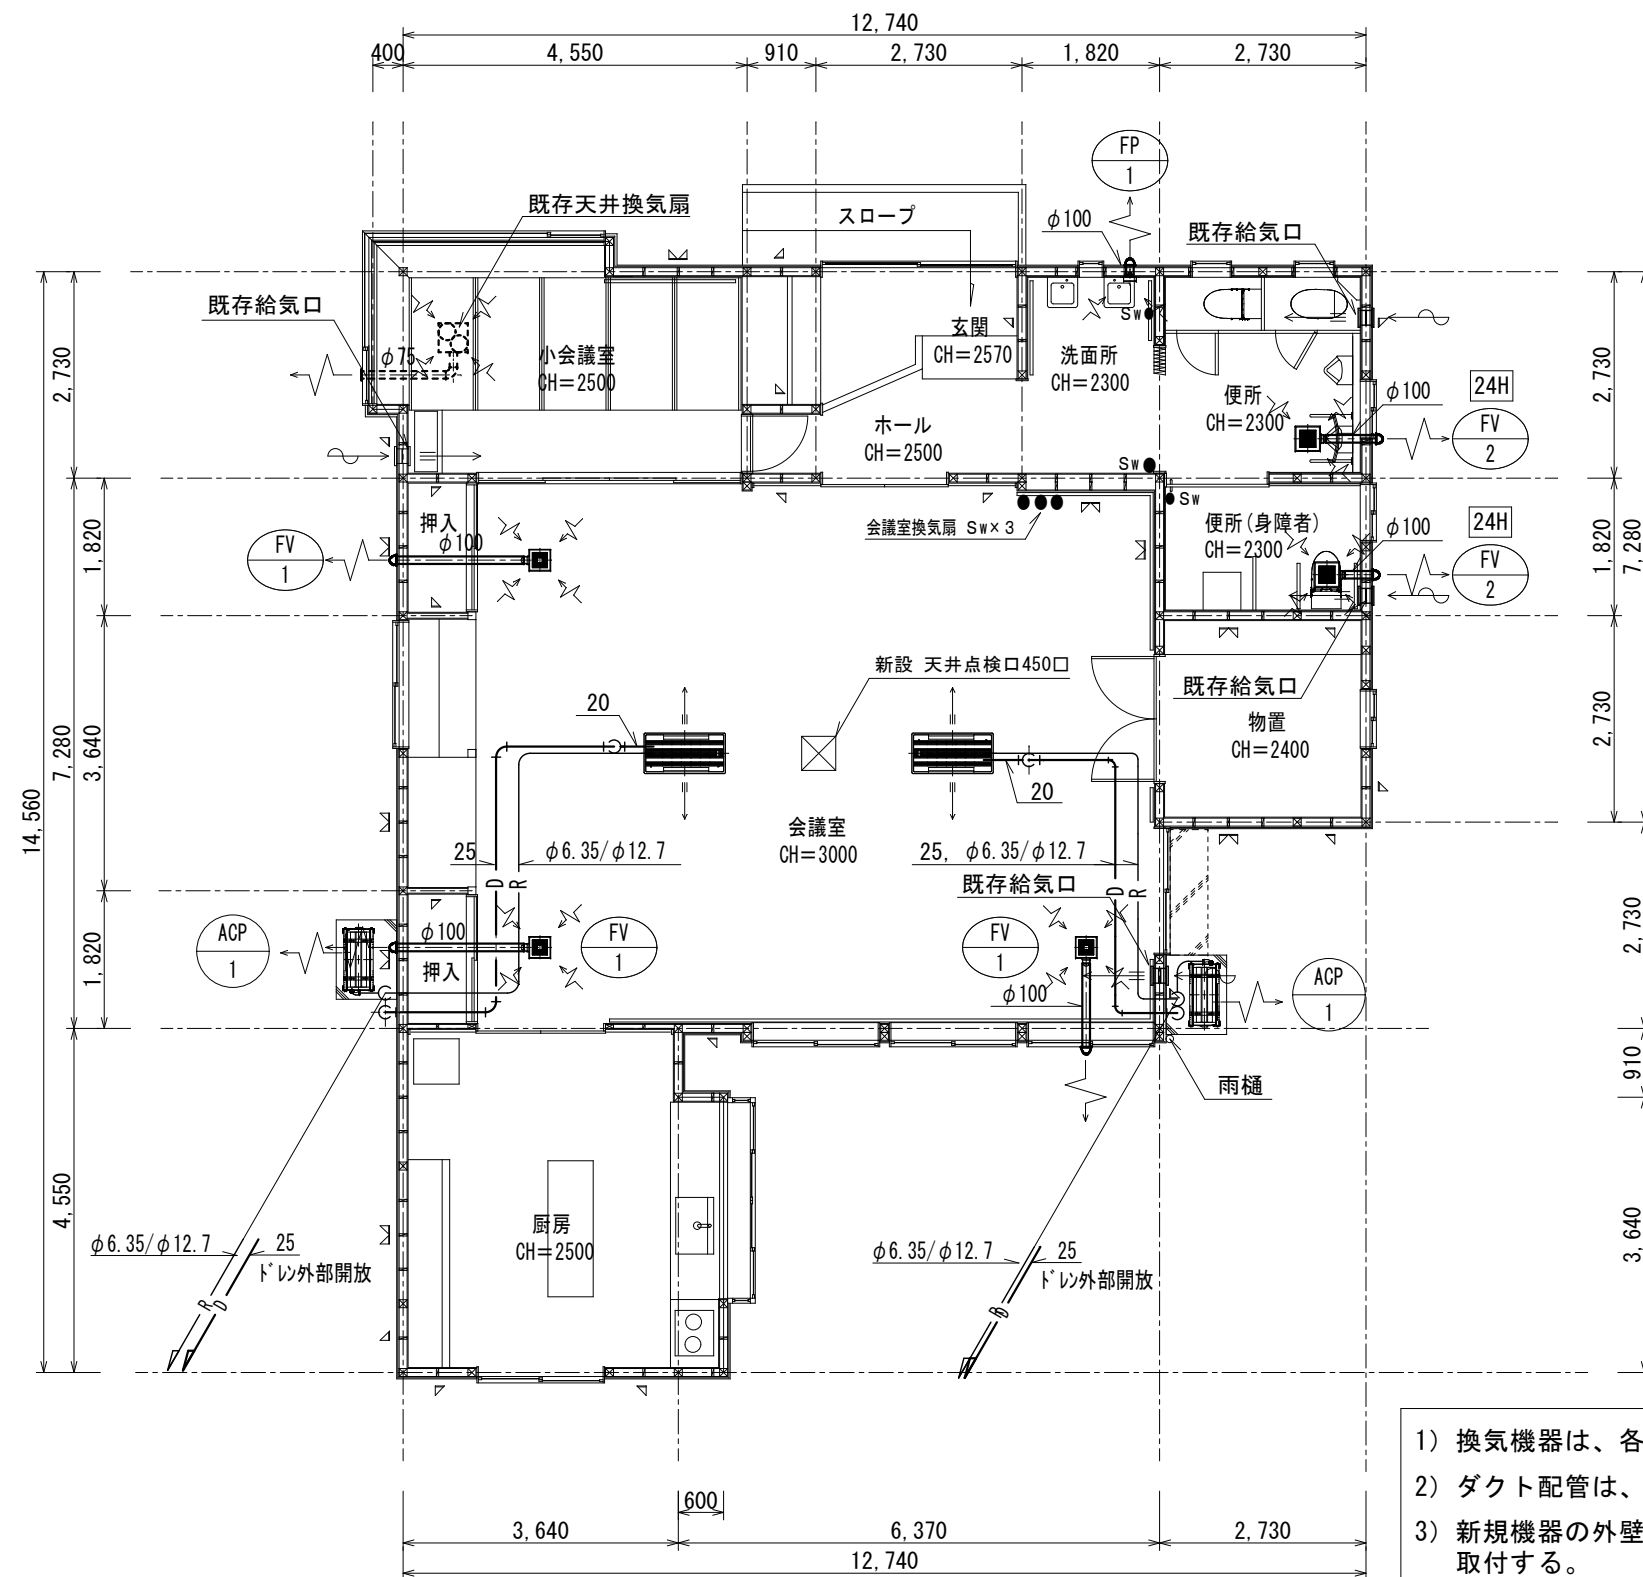 12,740
400
4,550
910
2,730
1,820
2,730
FP
1
既存天井換気扇
スロープ
φ100
既存給気口
既存給気口
玄関
CH=2570
SW
φ75
小会議室
CH=2500
洗面所
CH=2300
便所
CH=2300
φ100
24H
FV
2
ホール
CH=2500
SW
2,730
2,730
押入
φ100
FV
1
会議室換気扇 SW×3
SW
便所(身障者)
CH=2300
φ100
24H
FV
2
1,820
1,820
7,280
新設 天井点検口450□
既存給気口
20
物置
CH=2400
20
14,560
7,280
3,640
2,730
会議室
CH=3000
25
φ6.35/φ12.7
25, φ6.35/φ12.7
D
R
D
R
既存給気口
ACP
1
φ100
FV
1
FV
1
押入
φ100
ACP
1
1,820
2,730
雨樋
910
4,550
厨房
CH=2500
3,640
φ6.35/φ12.7
25
ドレン外部開放
R
D
φ6.35/φ12.7
25
ドレン外部開放
R
D
600
3,640
6,370
2,730
12,740
1) 換気機器は、各
2) ダクト配管は、
3) 新規機器の外壁
取付する。